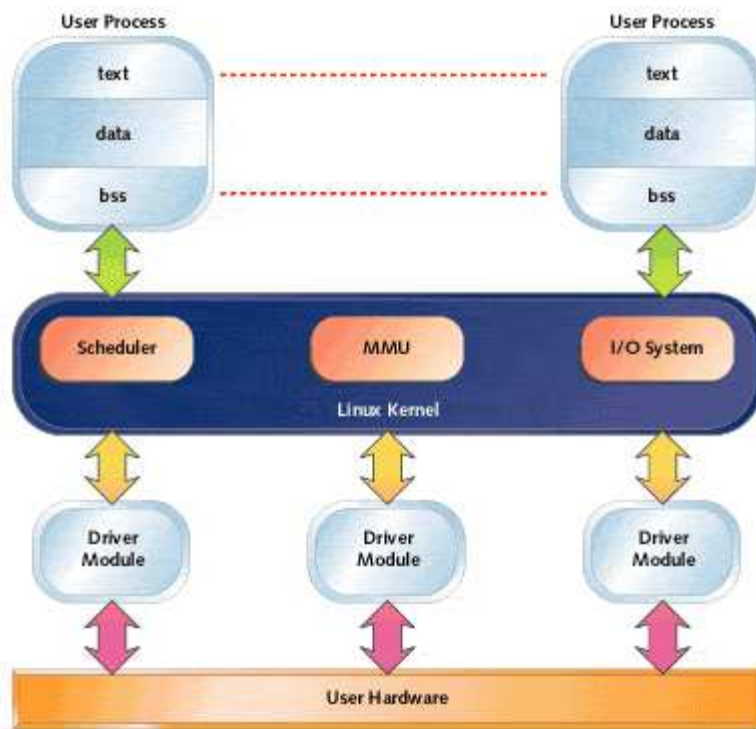 User Process
User Process
text
text
data
data
bss
bss
Scheduler
MMU
I/O System
Linux Kernel
Driver
Module
Driver
Module
Driver
Module
User Hardware